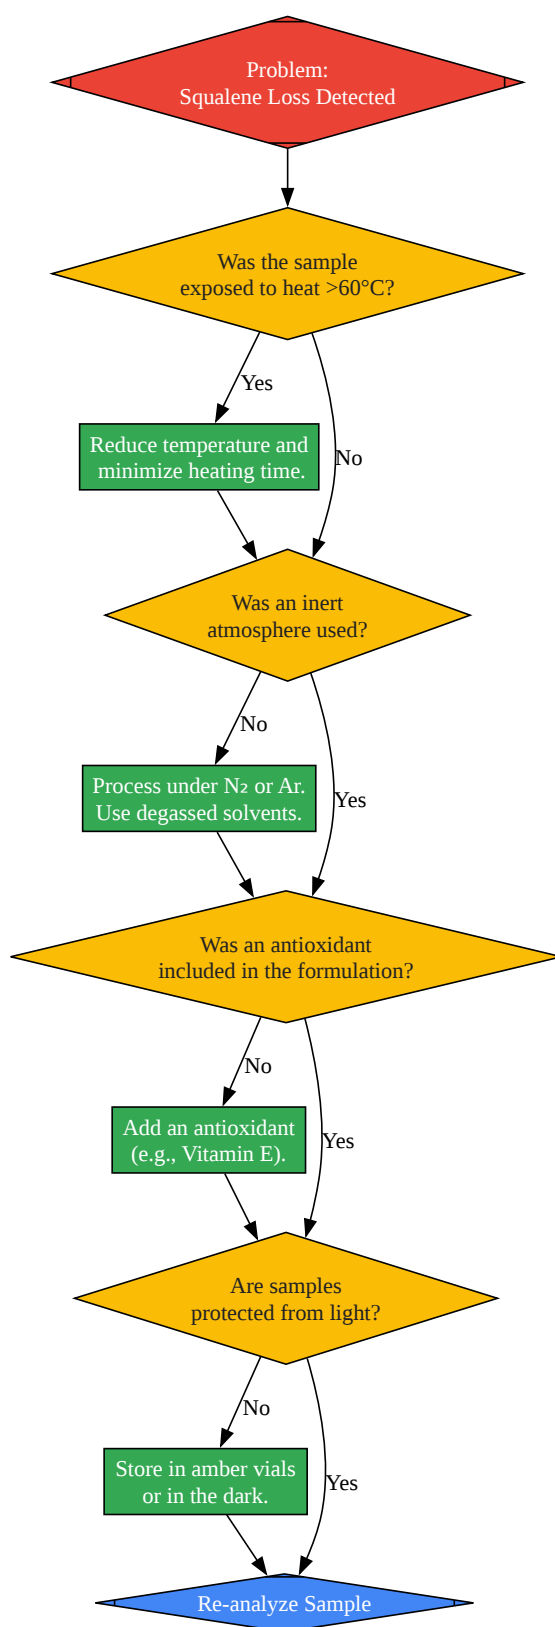 Problem:
Squalene Loss Detected
Was the sample
exposed to heat >60°C?
Yes
No
Reduce temperature and
minimize heating time.
Was an inert
atmosphere used?
No
Yes
Process under N₂ or Ar.
Use degassed solvents.
Was an antioxidant
included in the formulation?
No
Yes
Add an antioxidant
(e.g., Vitamin E).
Are samples
protected from light?
No
Yes
Store in amber vials
or in the dark.
Re-analyze Sample